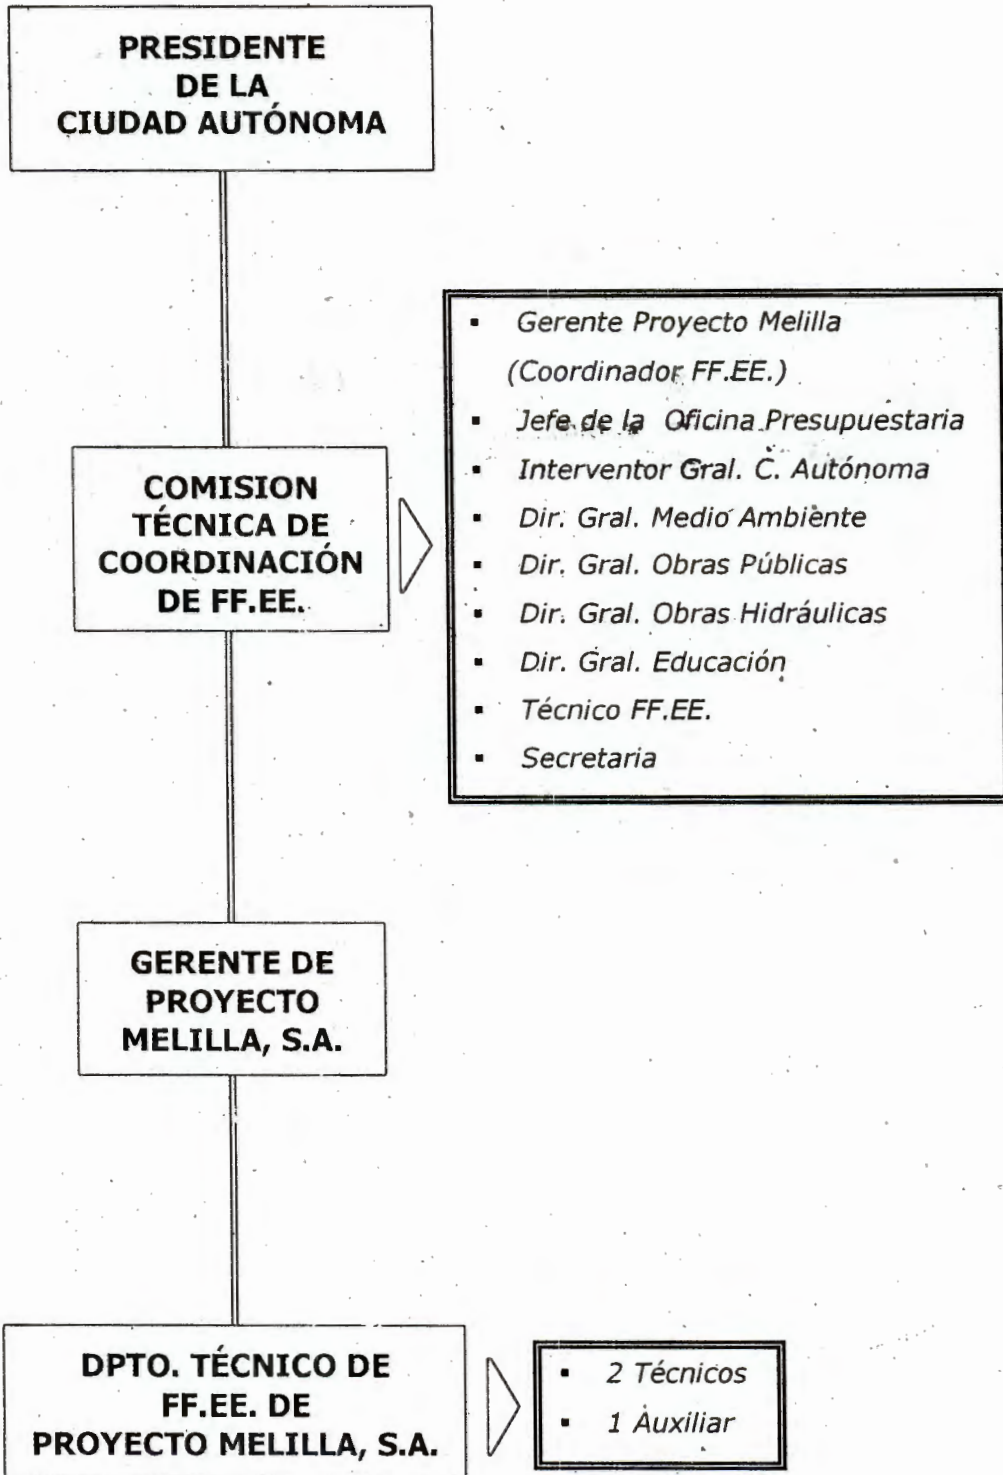 PRESIDENTE
DE LA
CIUDAD AUTÓNOMA
▪ Gerente Proyecto Melilla
(Coordinador FF.EE.)
▪ Jefe de la Oficina Presupuestaria
▪ Interventor Gral. C. Autónoma
▪ Dir. Gral. Medio Ambiente
▪ Dir. Gral. Obras Públicas
▪ Dir. Gral. Obras Hidráulicas
▪ Dir. Gral. Educación
▪ Técnico FF.EE.
▪ Secretaria
COMISION
TÉCNICA DE
COORDINACIÓN
DE FF.EE.
GERENTE DE
PROYECTO
MELILLA, S.A.
DPTO. TÉCNICO DE
FF.EE. DE
PROYECTO MELILLA, S.A.
▪ 2 Técnicos
▪ 1 Auxiliar